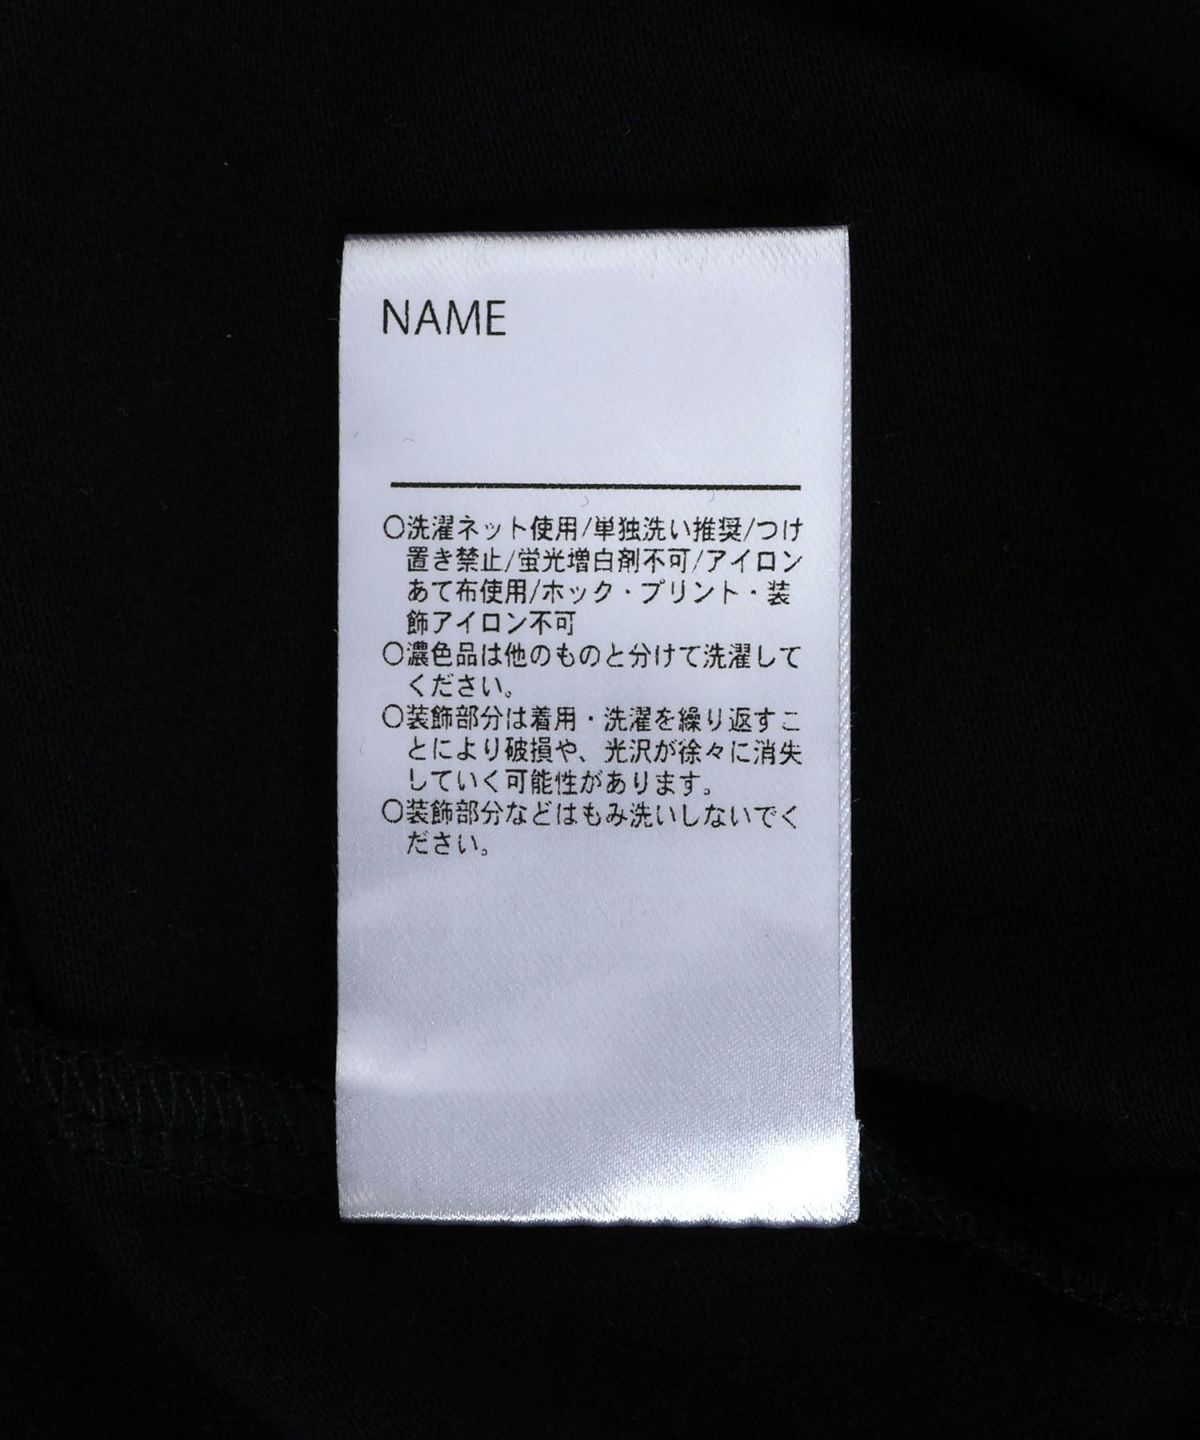 NAME
○洗濯ネット使用/単独洗い推奨/つけ
置き禁止/蛍光増白剤不可/アイロン
あて布使用/ホック・プリント・装
飾アイロン不可
○濃色品は他のものと分けて洗濯して
ください。
○装飾部分は着用・洗濯を繰り返すこ
とにより破損や、光沢が徐々に消失
していく可能性があります。
○装飾部分などはもみ洗いしないでく
ださい。